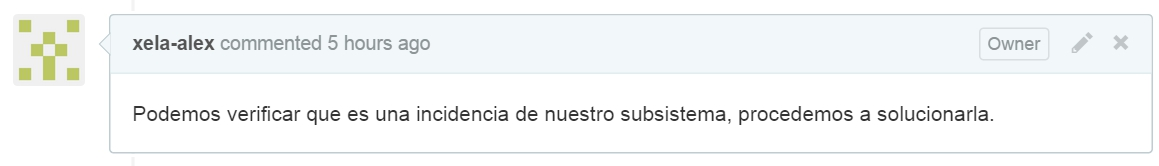 xela-alex commented 5 hours ago Owner
Podemos verificar que es una incidencia de nuestro subsistema, procedemos a solucionarla.